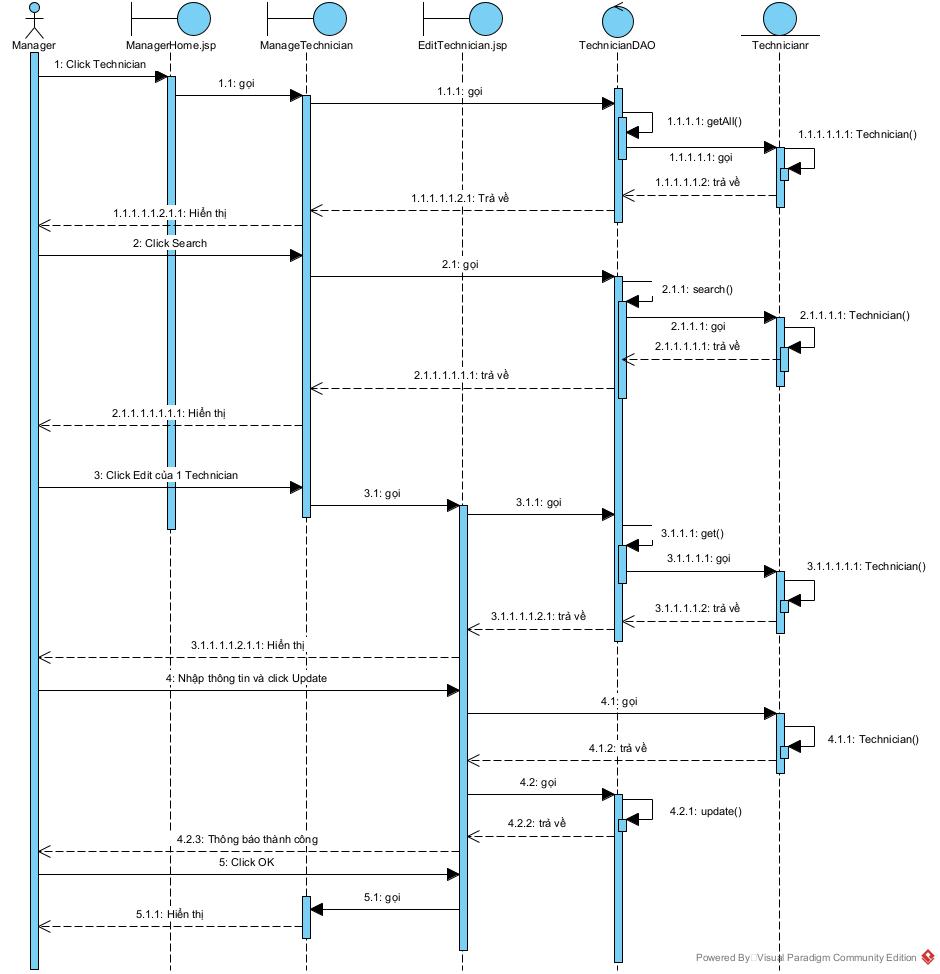 Manager
ManagerHome.jsp
ManageTechnician
EditTechnician.jsp
TechnicianDAO
Technicianr
1: Click Technician
1.1: gọi
1.1.1: gọi
1.1.1.1: getAll()
1.1.1.1.1.1: Technician()
1.1.1.1.1: gọi
1.1.1.1.1.2: trả về
1.1.1.1.1.2.1: Trả về
1.1.1.1.1.2.1.1: Hiển thị
2: Click Search
2.1: gọi
2.1.1: search()
2.1.1.1.1: Technician()
2.1.1.1: gọi
2.1.1.1.1.1: trả về
2.1.1.1.1.1.1: trả về
2.1.1.1.1.1.1.1: Hiển thị
3: Click Edit của 1 Technician
3.1: gọi
3.1.1: gọi
3.1.1.1: get()
3.1.1.1.1: gọi
3.1.1.1.1.1: Technician()
3.1.1.1.1.2: trả về
3.1.1.1.1.2.1: trả về
3.1.1.1.1.2.1.1: Hiển thị
4: Nhập thông tin và click Update
4.1: gọi
4.1.1: Technician()
4.1.2: trả về
4.2: gọi
4.2.1: update()
4.2.2: trả về
4.2.3: Thông báo thành công
5: Click OK
5.1: gọi
5.1.1: Hiển thị
Powered By Visual Paradigm Community Edition